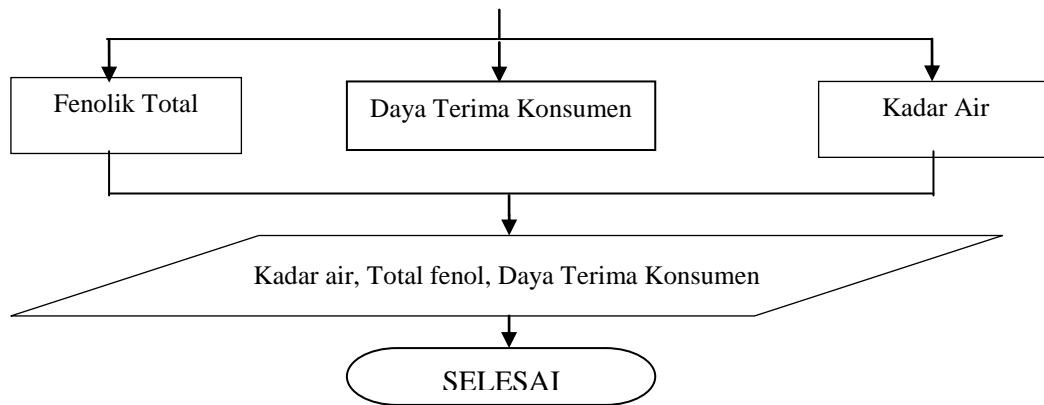 Fenolik Total
Daya Terima Konsumen
Kadar Air
Kadar air, Total fenol, Daya Terima Konsumen
SELESAI